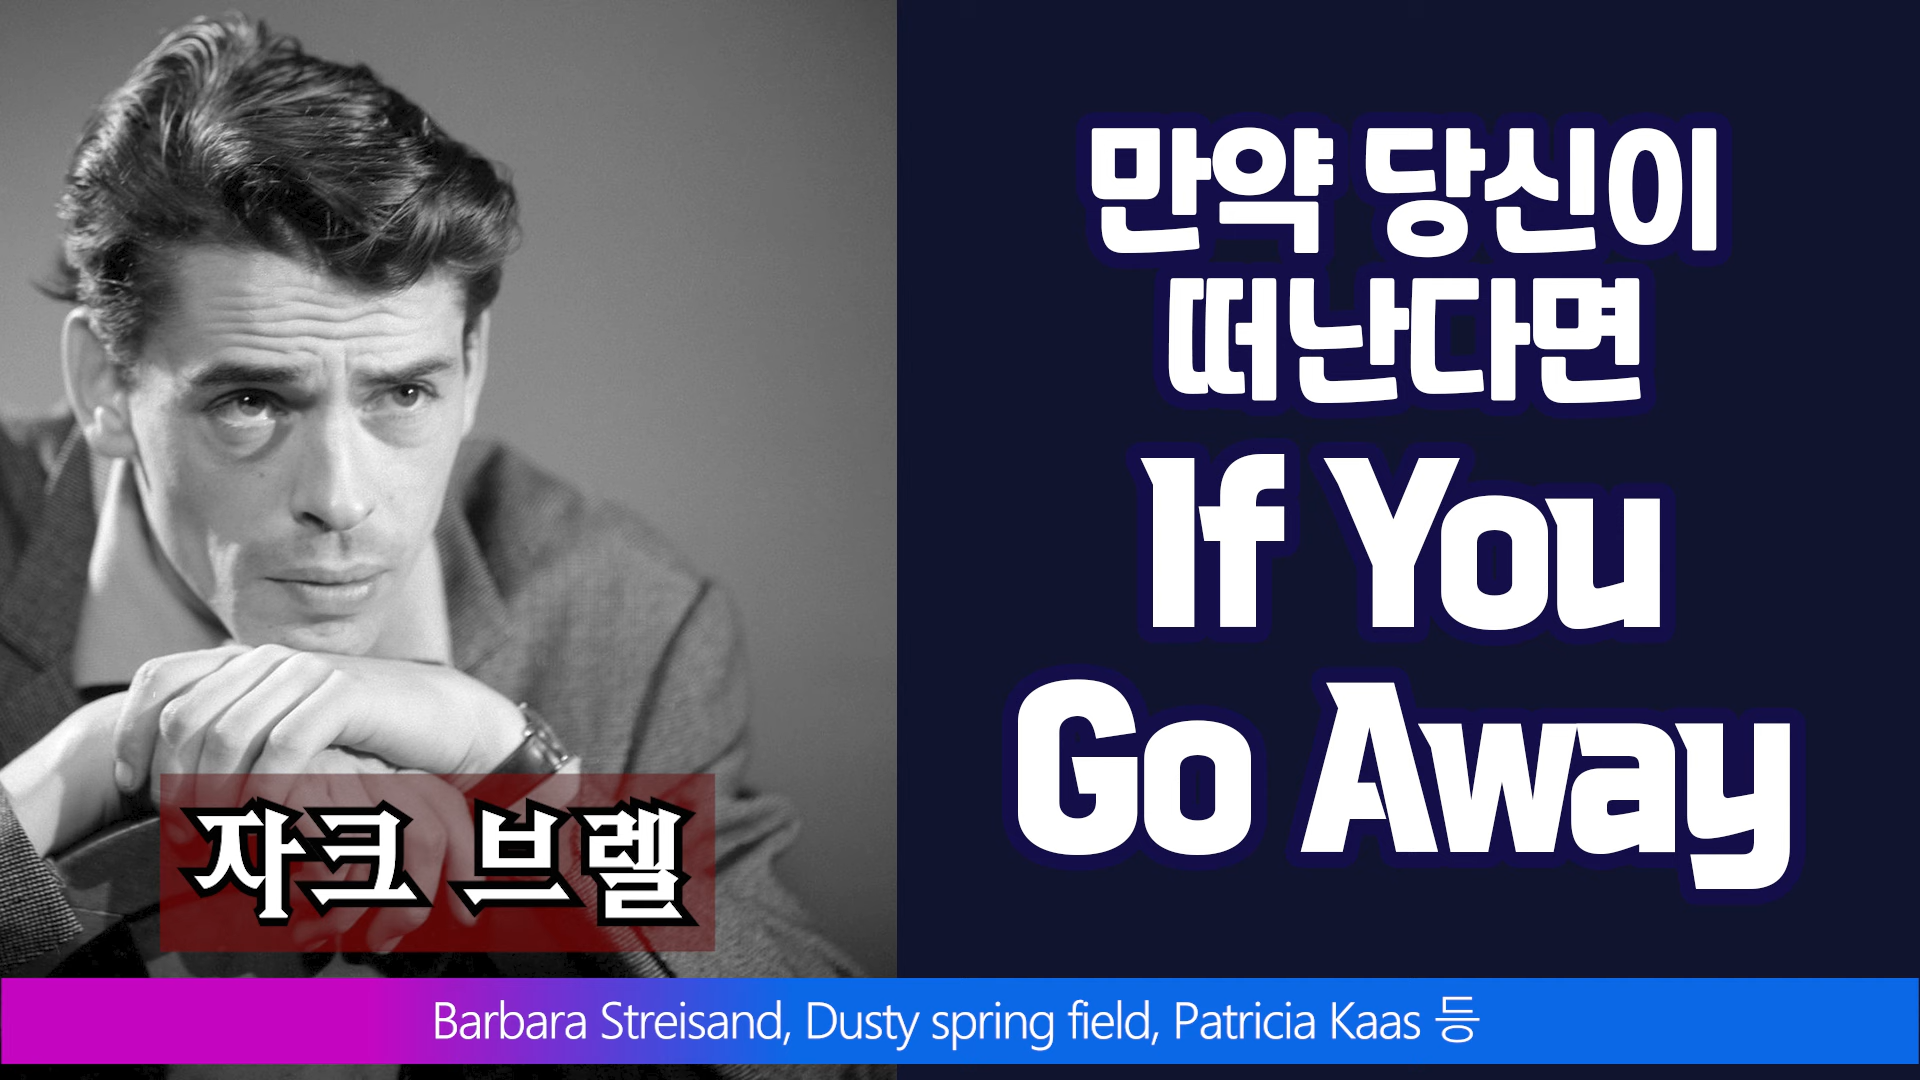 만약 당신이
떠난다면
If You
Go Away
자크 브렐
Barbara Streisand, Dusty spring field, Patricia Kaas 등